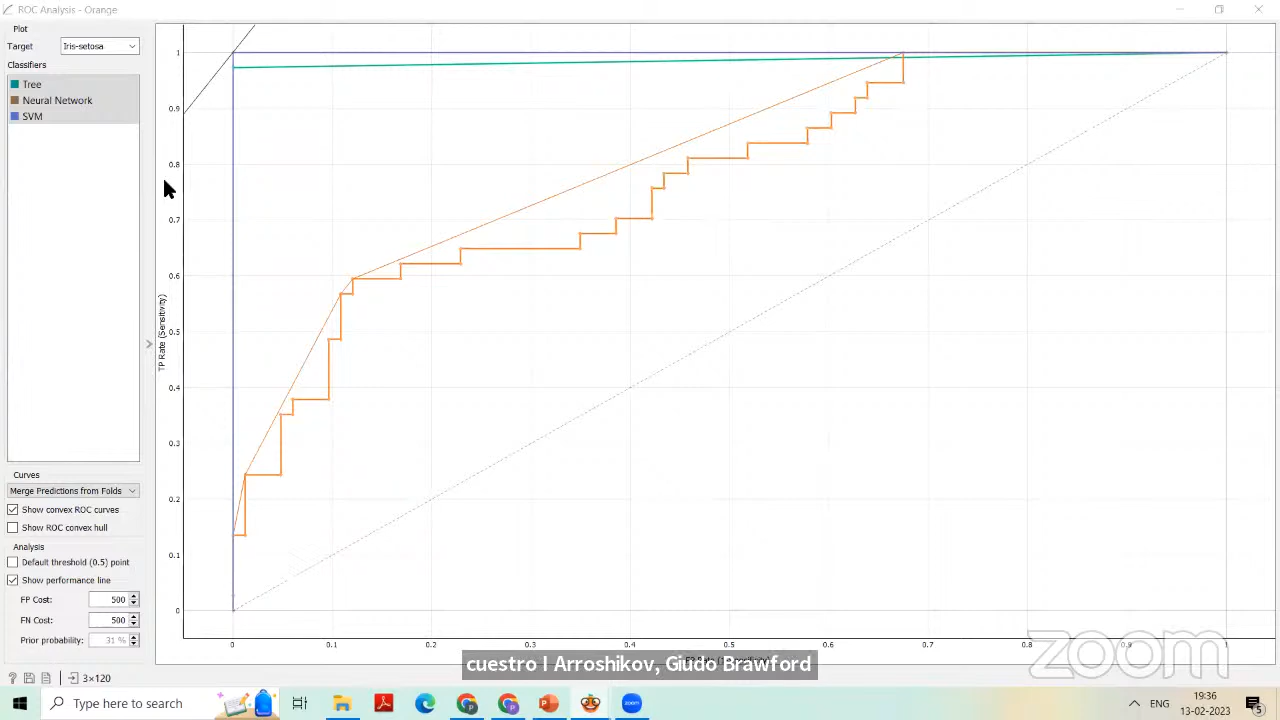 ROC Analysis - Orange
Plot
Target Iris-setosa
Classifiers
Tree
Neural Network
SVM
Curves
Merge Predictions from Folds
Show convex ROC curves
Show ROC convex hull
Analysis
Default threshold (0.5) point
Show performance line
FP Cost: 500
FN Cost: 500
Prior probability: 31 %
3×120
TP Rate (Sensitivity)
1
0.9
0.8
0.7
0.6
0.5
0.4
0.3
0.2
0.1
0
0 0.1 0.2 0.3 0.4 0.5 0.6 0.7 0.8 0.9 1
cuestro I Arroshikov, Giudo Brawford
zoom
Type here to search
zoom
ENG
19:36
13-02-2023
5